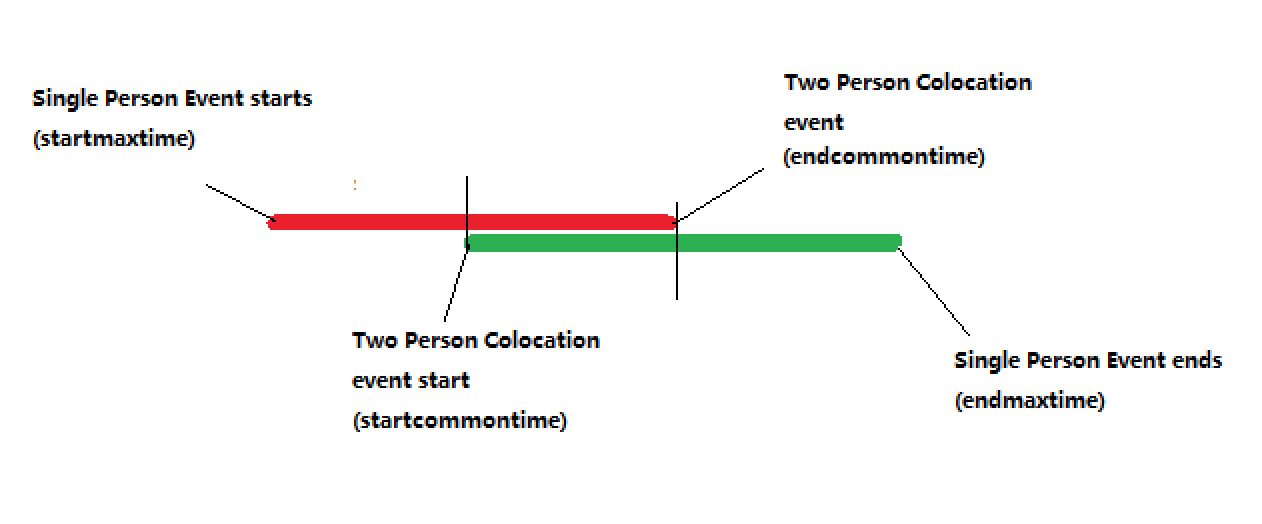 Single Person Event starts
(startmaxtime)
Two Person Colocation
event
(endcommontime)
Two Person Colocation
event start
(startcommontime)
Single Person Event ends
(endmaxtime)